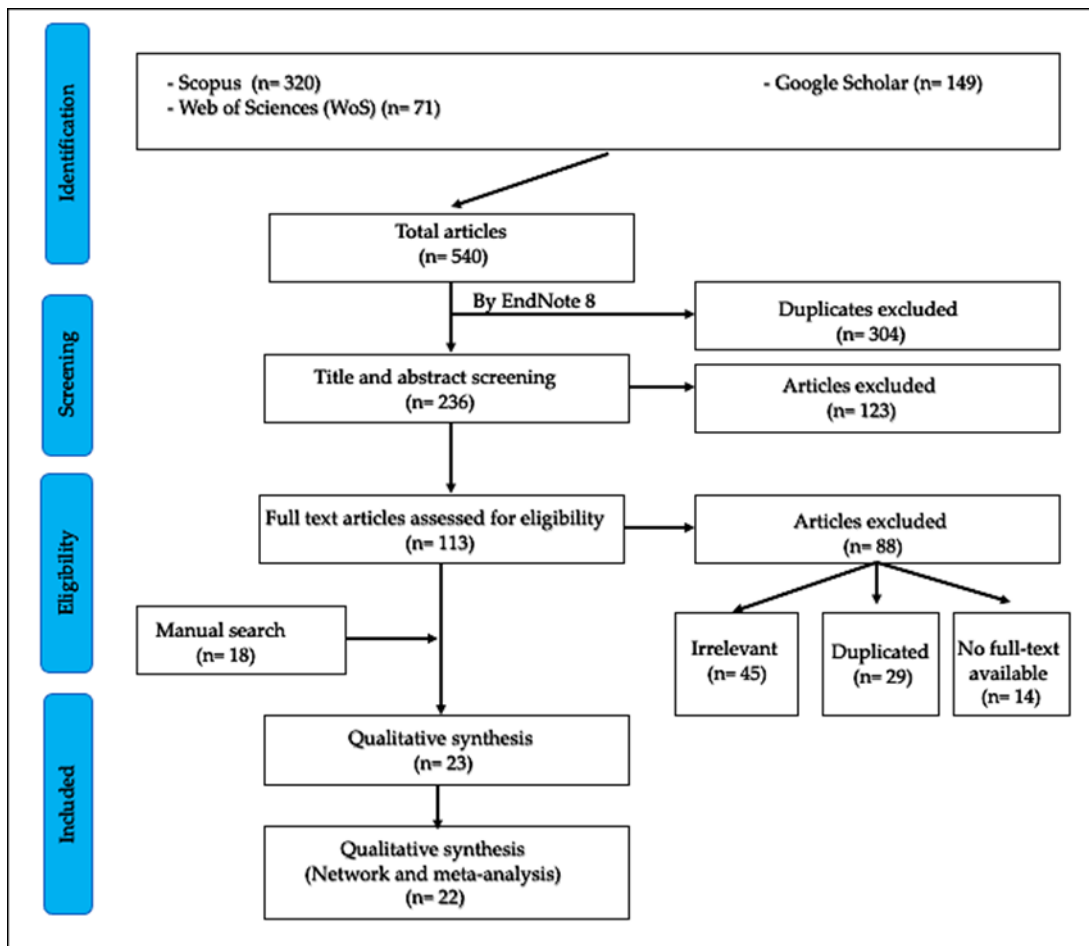 Identification
- Scopus (n= 320)
- Google Scholar (n= 149)
- Web of Sciences (WoS) (n= 71)
Total articles
(n= 540)
Screening
By EndNote 8
Duplicates excluded
(n= 304)
Title and abstract screening
(n= 236)
Articles excluded
(n= 123)
Eligibility
Full text articles assessed for eligibility
(n= 113)
Articles excluded
(n= 88)
Manual search
(n= 18)
Irrelevant
(n= 45)
Duplicated
(n= 29)
No full-text
available
(n= 14)
Included
Qualitative synthesis
(n= 23)
Qualitative synthesis
(Network and meta-analysis)
(n= 22)